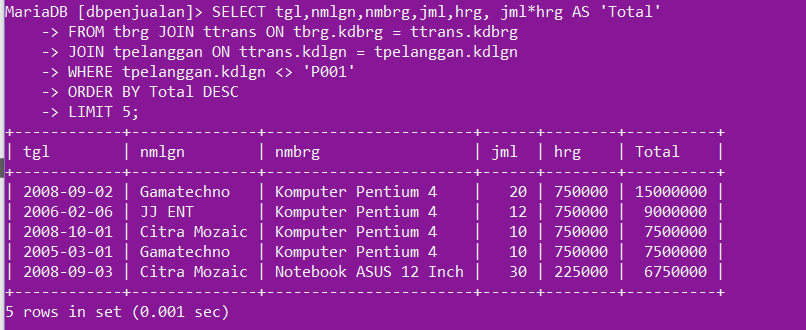 MariaDB [dbpenjualan]> SELECT tgl,nmlgn,nmbrg,jml,hrg, jml*hrg AS 'Total'
    -> FROM tbrg JOIN ttrans ON tbrg.kdbrg = ttrans.kdbrg
    -> JOIN tpelanggan ON ttrans.kdlgn = tpelanggan.kdlgn
    -> WHERE tpelanggan.kdlgn <> 'P001'
    -> ORDER BY Total DESC
    -> LIMIT 5;
+------------+--------------+-----------------------+------+--------+----------+
| tgl        | nmlgn        | nmbrg                 | jml  | hrg    | Total    |
+------------+--------------+-----------------------+------+--------+----------+
| 2008-09-02 | Gamatechno   | Komputer Pentium 4    |   20 | 750000 | 15000000 |
| 2006-02-06 | JJ ENT       | Komputer Pentium 4    |   12 | 750000 |  9000000 |
| 2008-10-01 | Citra Mozaic | Komputer Pentium 4    |   10 | 750000 |  7500000 |
| 2005-03-01 | Gamatechno   | Komputer Pentium 4    |   10 | 750000 |  7500000 |
| 2008-09-03 | Citra Mozaic | Notebook ASUS 12 Inch |   30 | 225000 |  6750000 |
+------------+--------------+-----------------------+------+--------+----------+
5 rows in set (0.001 sec)